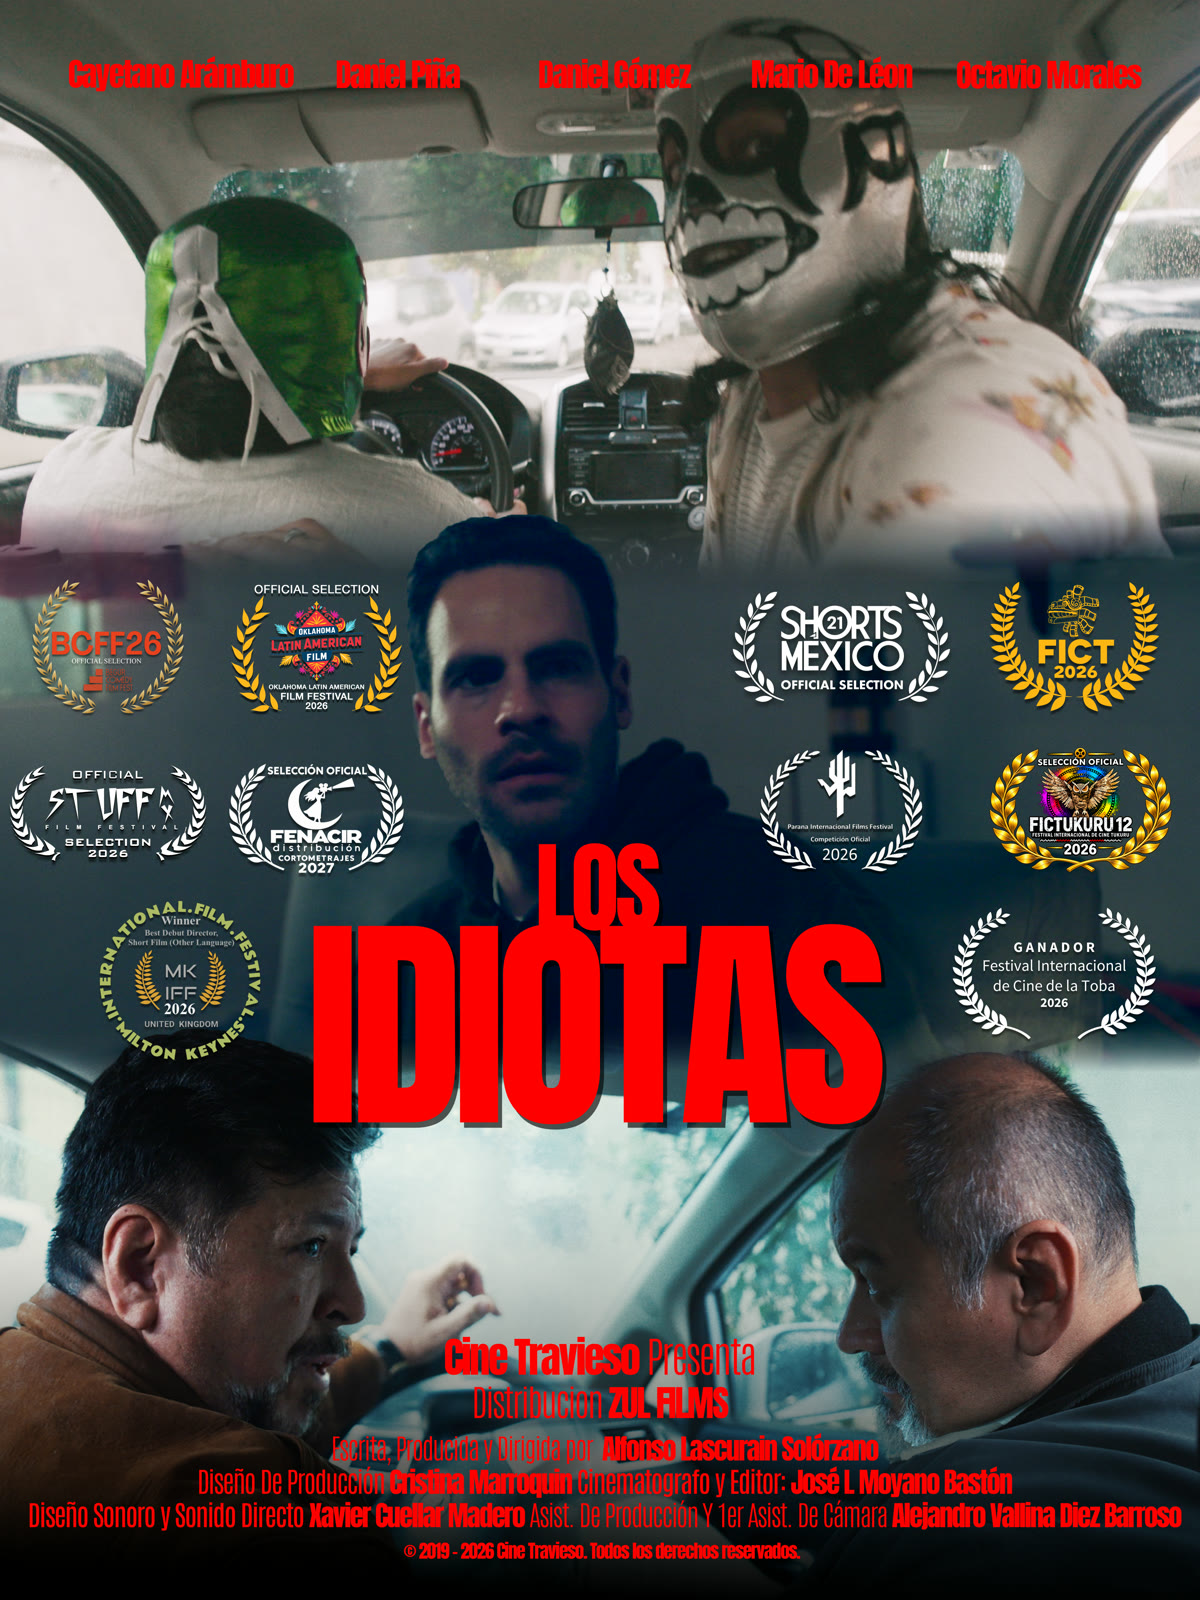 Cayetano Arámburo Daniel Piña Daniel Gómez Mario De Léon Octavio Morales
BCFF26
OFFICIAL SELECTION
OFFICIAL SELECTION
OKLAHOMA
LATIN AMERICAN
FILM
OKLAHOMA LATIN AMERICAN
FILM FESTIVAL
2026
SHORTS
21
MÉXICO
OFFICIAL SELECTION
FICT
2026
OFFICIAL
STUFF
FILM FESTIVAL
SELECTION
2026
SELECCIÓN OFICIAL
FENACIR
distribución
CORTOMETRAJES
2027
Parana Internacional Films Festival
Competición Oficial
2026
SELECCIÓN OFICIAL
FICTUKURU 12
FESTIVAL INTERNACIONAL DE CINE TUKURU
2026
LOS
IDIOTAS
INTERNATIONAL.FILM.FESTIVAL.
Winner
Best Debut Director,
Short Film (Other Language)
MK
IFF
2026
UNITED KINGDOM
MILTON KEYNES
GANADOR
Festival Internacional
de Cine de la Toba
2026
Cine Travieso Presenta
Distribucion ZUL FILMS
Escrita, Producida y Dirigida por Alfonso Lascurain Solórzano
Diseño De Producción Cristina Marroquin Cinematografo y Editor: José L Moyano Bastón
Diseño Sonoro y Sonido Directo Xavier Cuellar Madero Asist. De Producción Y 1er Asist. De Cámara Alejandro Vallina Diez Barroso
© 2019 - 2026 Cine Travieso. Todos los derechos reservados.